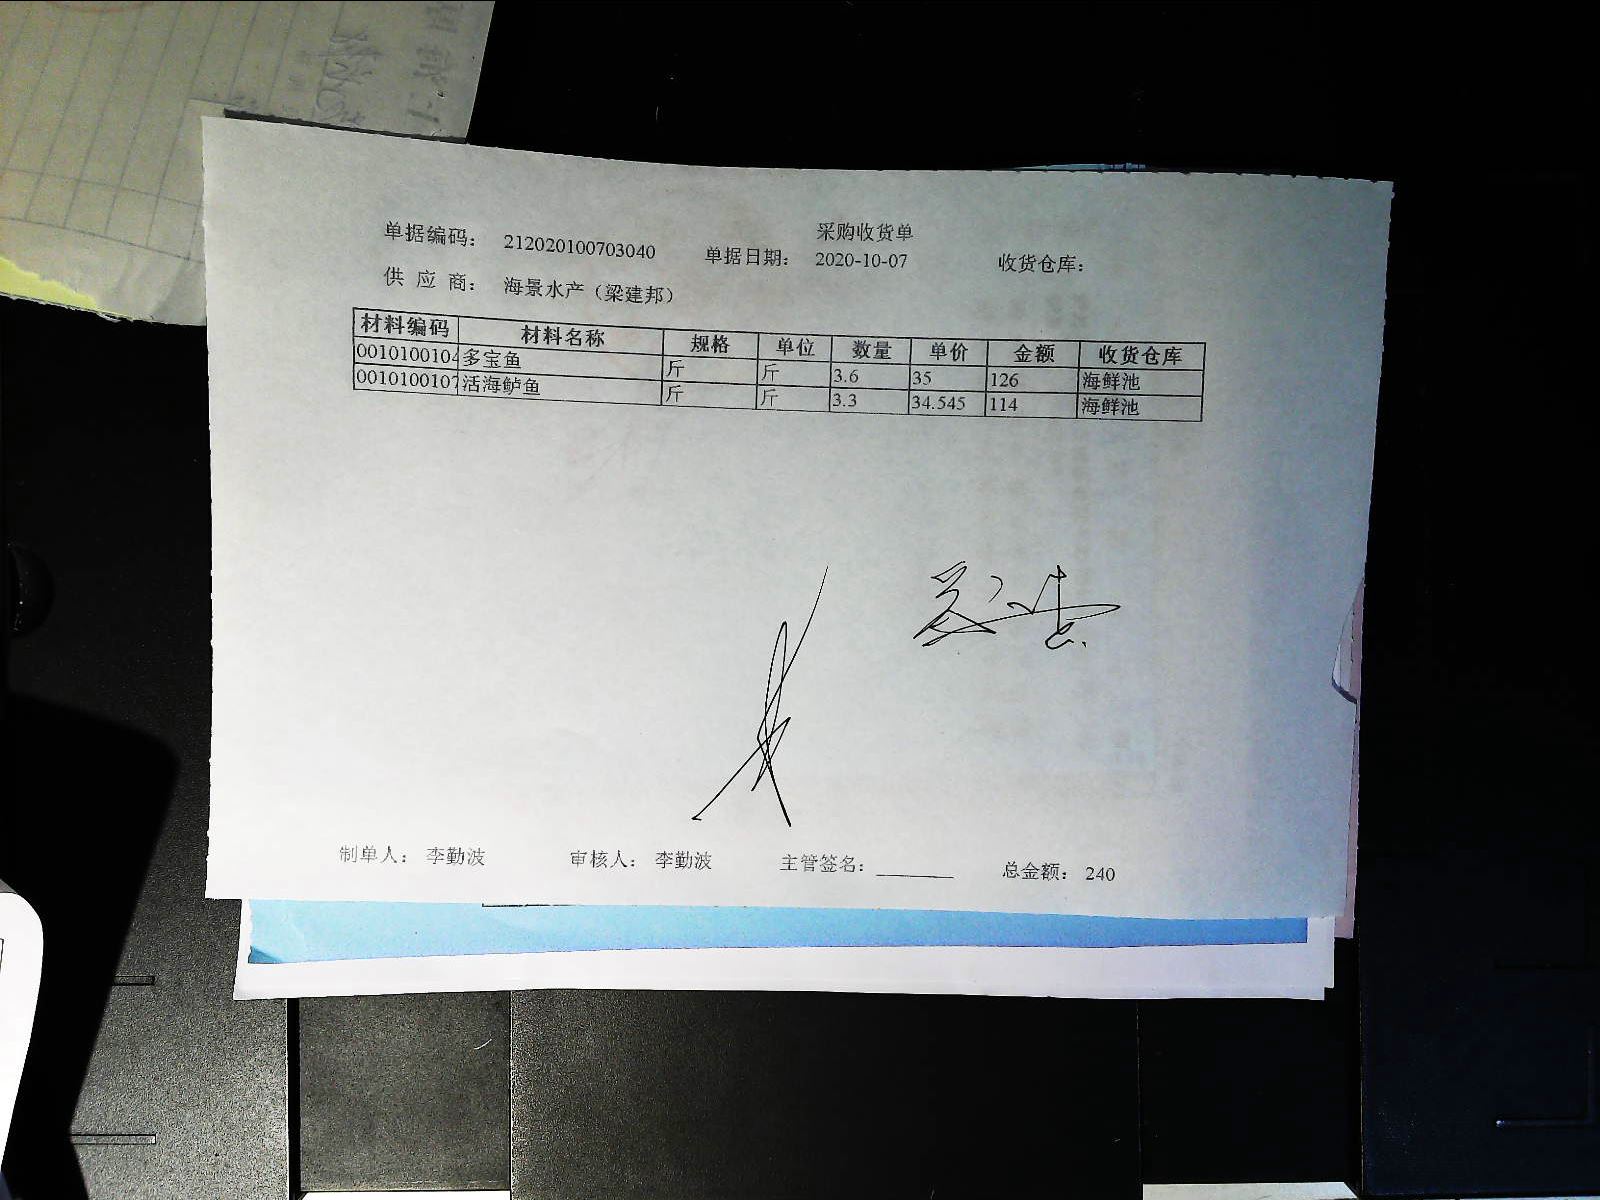 采购收货单
单据编码： 212020100703040 单据日期： 2020-10-07 收货仓库：
供 应 商： 海景水产（梁建邦）
材料编码 材料名称 规格 单位 数量 单价 金额 收货仓库
0010100104 多宝鱼 斤 斤 3.6 35 126 海鲜池
0010100107 活海鲈鱼 斤 斤 3.3 34.545 114 海鲜池
制单人： 李勤波 审核人： 李勤波 主管签名：________ 总金额： 240